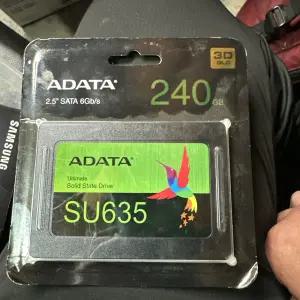 ADATA
2.5" SATA 6Gb/s
3D
QLC
240
GB
SAMSUNG
ADATA
Ultimate
Solid State Drive
SU635